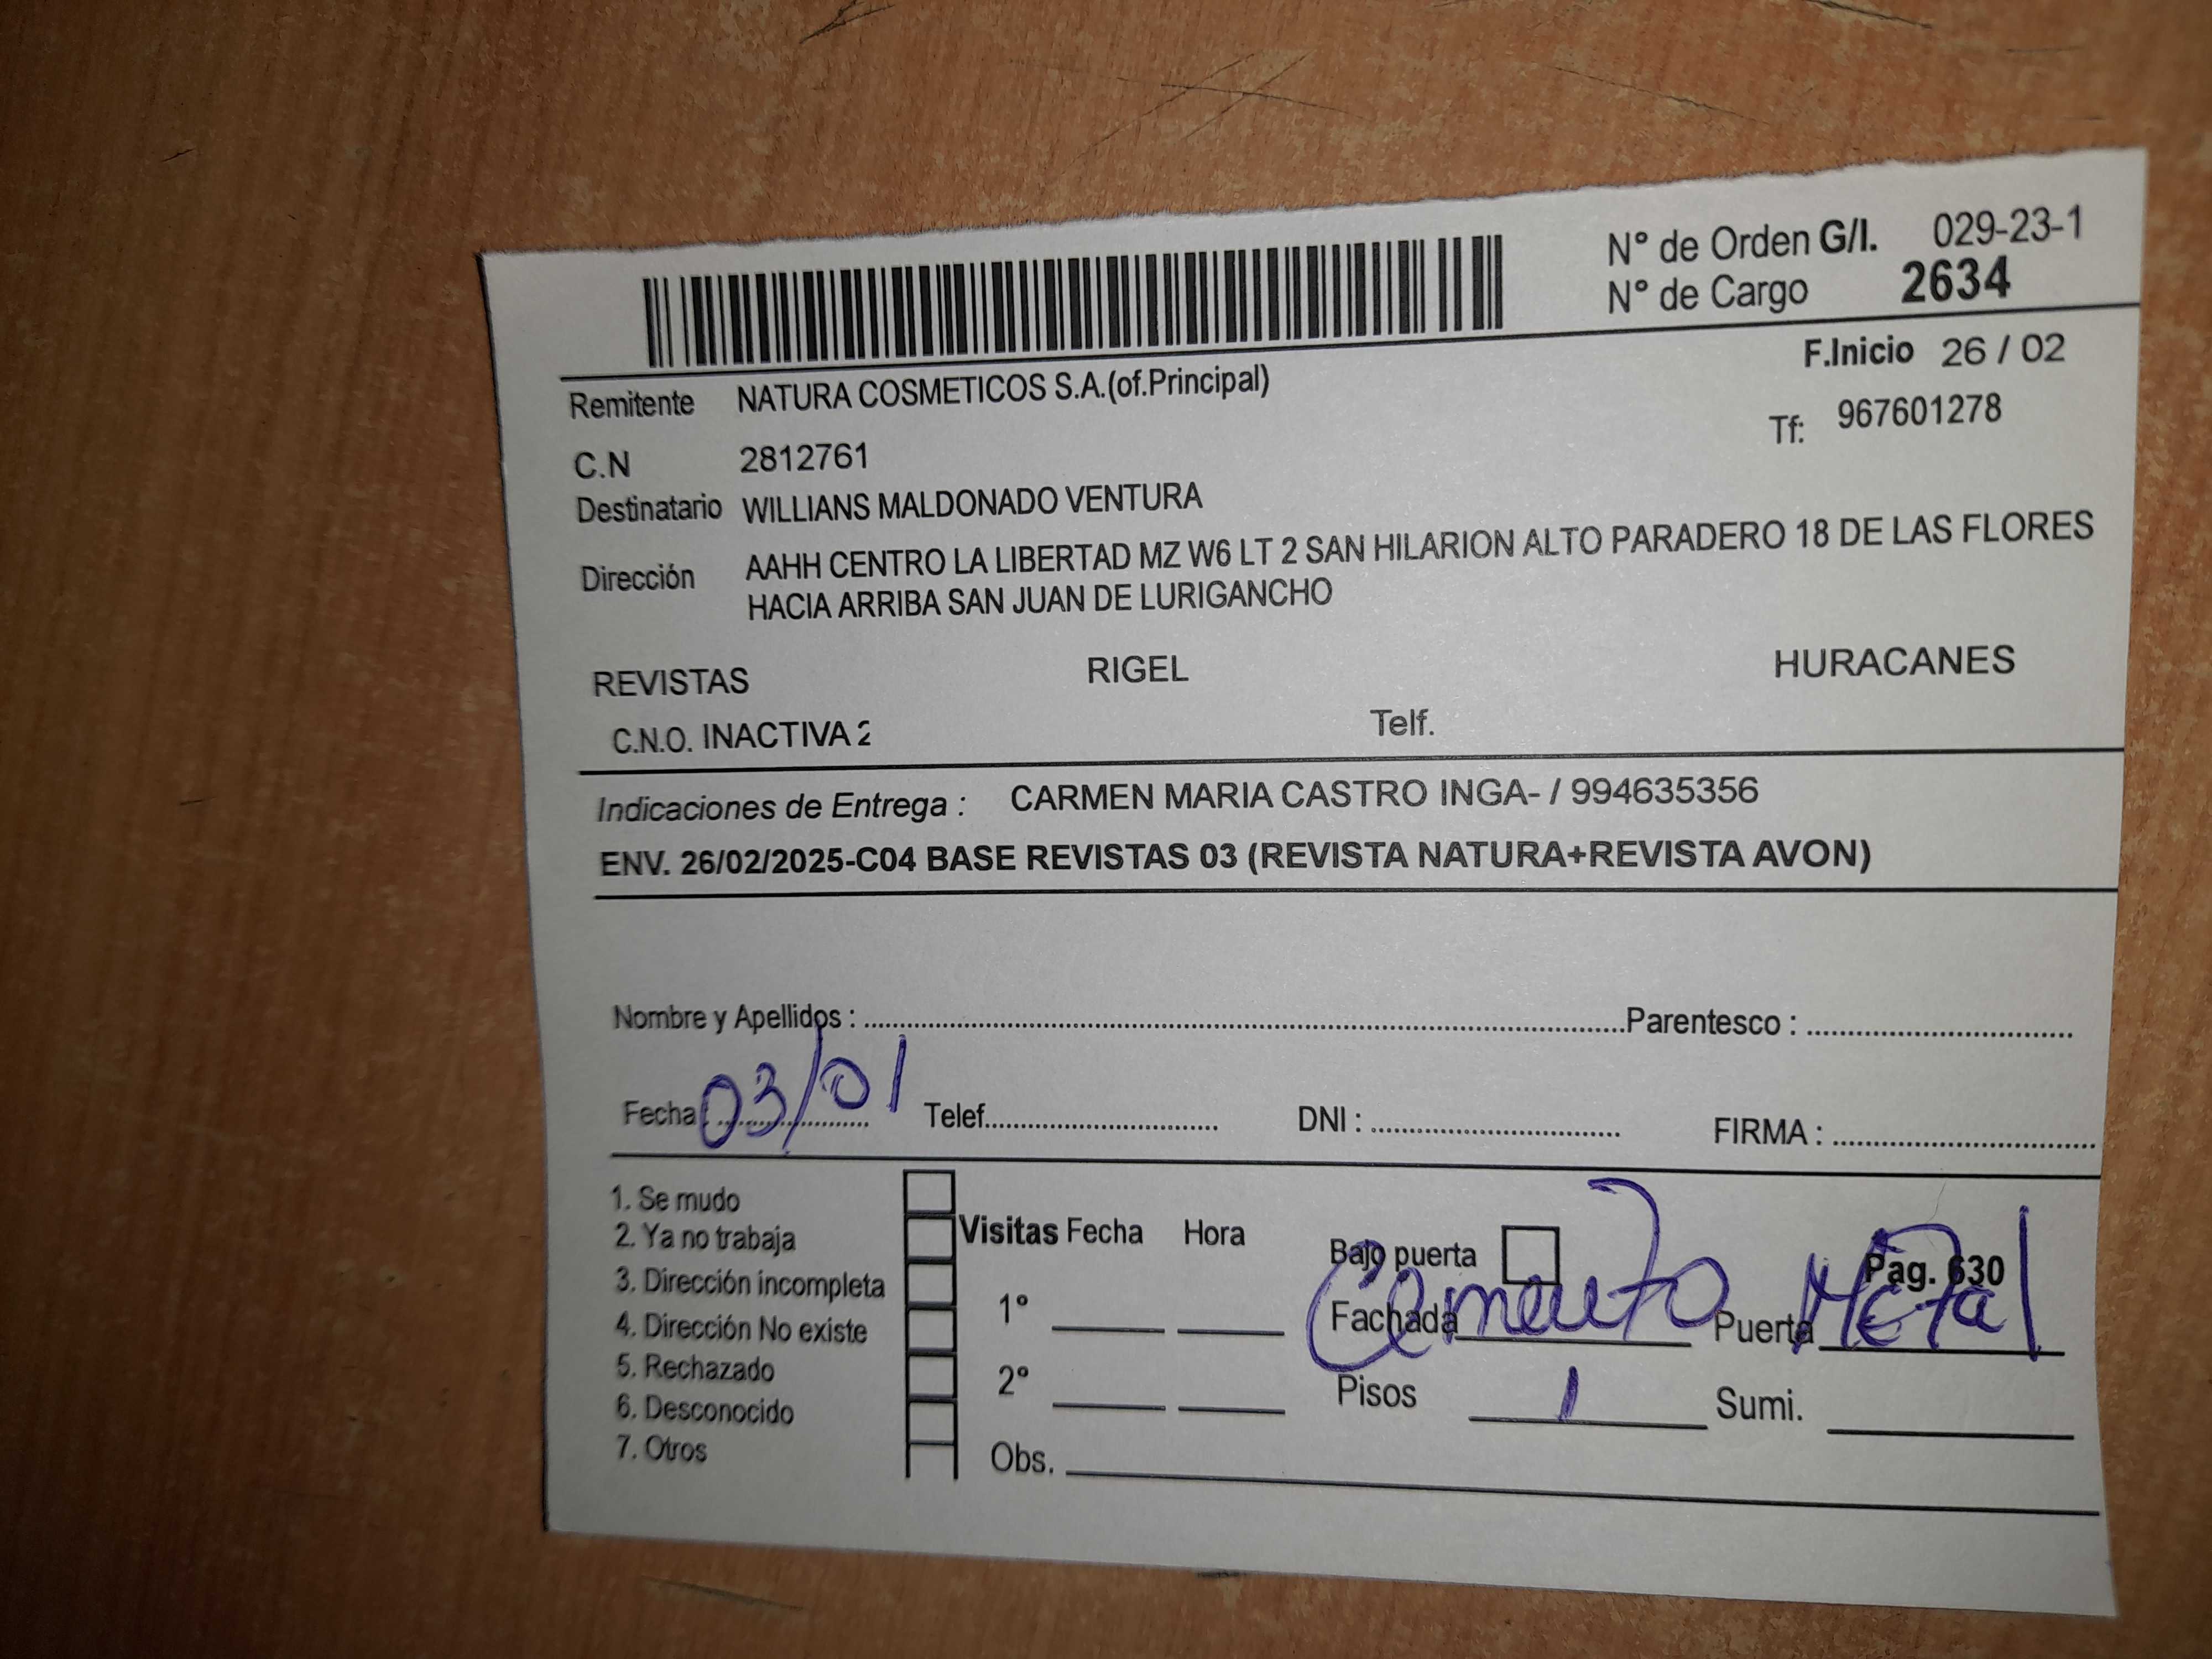 N° de Orden G/I. 029-23-1
N° de Cargo 2634
F.Inicio 26 / 02
Remitente NATURA COSMETICOS S.A.(of.Principal)
Tf: 967601278
C.N 2812761
Destinatario WILLIANS MALDONADO VENTURA
Dirección AAHH CENTRO LA LIBERTAD MZ W6 LT 2 SAN HILARION ALTO PARADERO 18 DE LAS FLORES
HACIA ARRIBA SAN JUAN DE LURIGANCHO
REVISTAS RIGEL HURACANES
C.N.O. INACTIVA 2 Telf.
Indicaciones de Entrega : CARMEN MARIA CASTRO INGA- / 994635356
ENV. 26/02/2025-C04 BASE REVISTAS 03 (REVISTA NATURA+REVISTA AVON)
Nombre y Apellidos : Parentesco :
Fecha: 03/01 Telef. DNI : FIRMA :
1. Se mudo
2. Ya no trabaja
3. Dirección incompleta
4. Dirección No existe
5. Rechazado
6. Desconocido
7. Otros
Visitas Fecha Hora
1°
2°
Obs.
Bajo puerta Pag. 630
Fachada Cemento Puerta Metal
Pisos 1 Sumi.